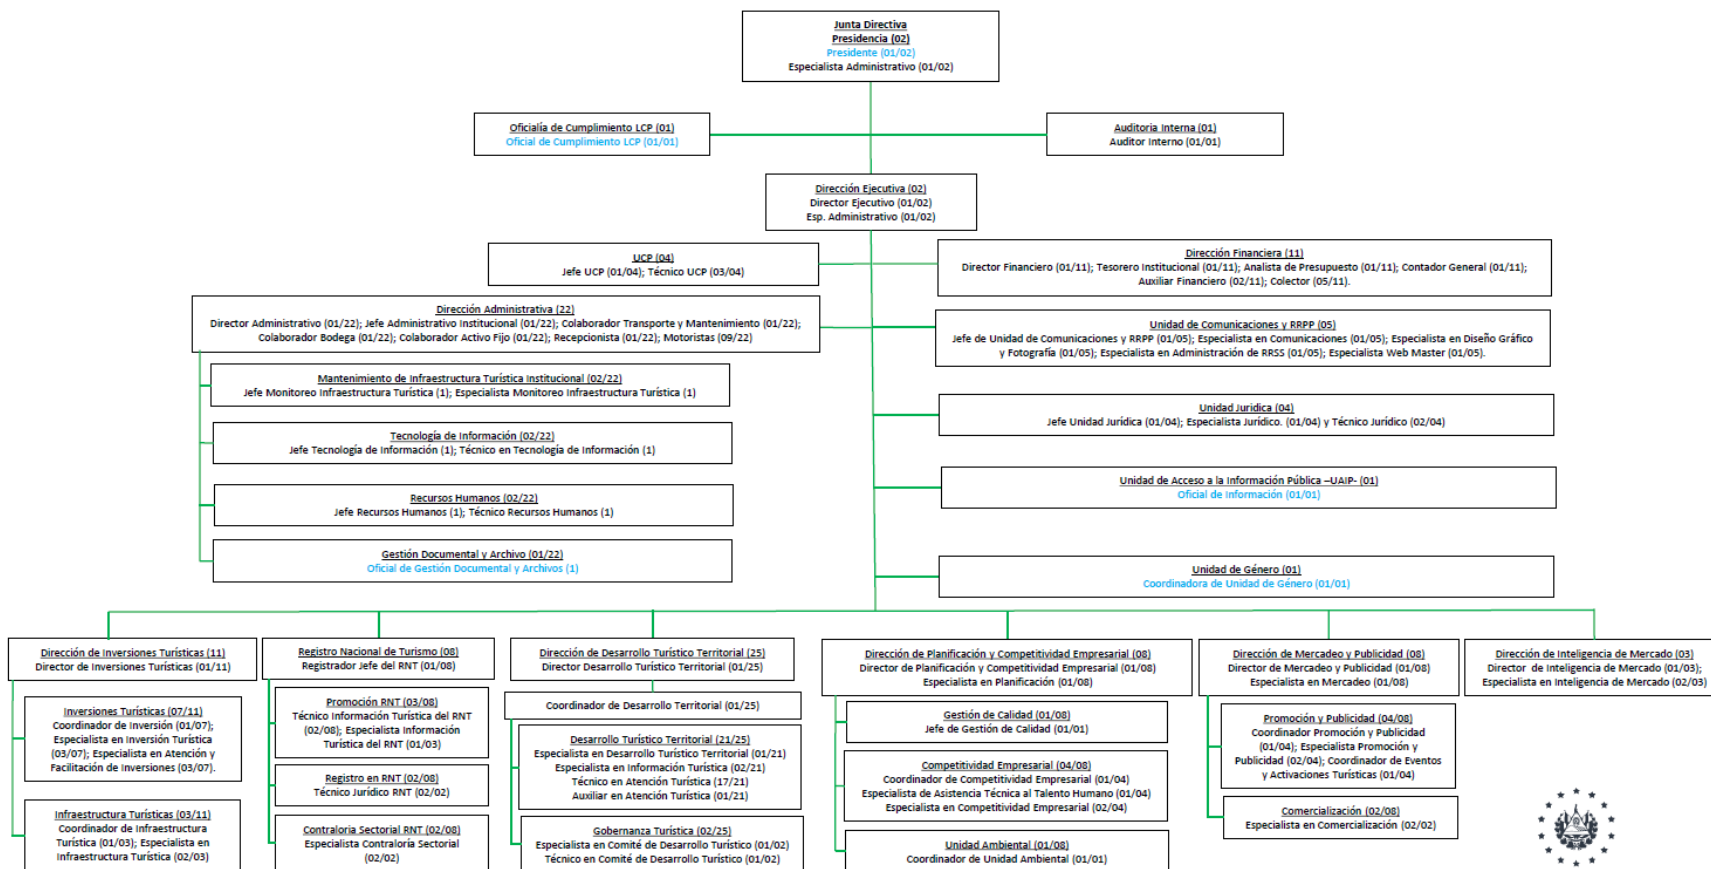 Junta Directiva
Presidencia (02)
Presidente (01/02)
Especialista Administrativo (01/02)
Oficialía de Cumplimiento LCP (01)
Oficial de Cumplimiento LCP (01/01)
Auditoria Interna (01)
Auditor Interno (01/01)
Dirección Ejecutiva (02)
Director Ejecutivo (01/02)
Esp. Administrativo (01/02)
UCP (04)
Jefe UCP (01/04); Técnico UCP (03/04)
Dirección Financiera (11)
Director Financiero (01/11); Tesorero Institucional (01/11); Analista de Presupuesto (01/11); Contador General (01/11);
Auxiliar Financiero (02/11); Colector (05/11).
Dirección Administrativa (22)
Director Administrativo (01/22); Jefe Administrativo Institucional (01/22); Colaborador Transporte y Mantenimiento (01/22);
Colaborador Bodega (01/22); Colaborador Activo Fijo (01/22); Recepcionista (01/22); Motoristas (09/22)
Unidad de Comunicaciones y RRPP (05)
Jefe de Unidad de Comunicaciones y RRPP (01/05); Especialista en Comunicaciones (01/05); Especialista en Diseño Gráfico
y Fotografía (01/05); Especialista en Administración de RRSS (01/05); Especialista Web Master (01/05).
Mantenimiento de Infraestructura Turística Institucional (02/22)
Jefe Monitoreo Infraestructura Turística (1); Especialista Monitoreo Infraestructura Turística (1)
Unidad Juridica (04)
Jefe Unidad Jurídica (01/04); Especialista Jurídico. (01/04) y Técnico Jurídico (02/04)
Tecnología de Información (02/22)
Jefe Tecnología de Información (1); Técnico en Tecnología de Información (1)
Unidad de Acceso a la Información Pública –UAIP- (01)
Oficial de Información (01/01)
Recursos Humanos (02/22)
Jefe Recursos Humanos (1); Técnico Recursos Humanos (1)
Gestión Documental y Archivo (01/22)
Oficial de Gestión Documental y Archivos (1)
Unidad de Género (01)
Coordinadora de Unidad de Género (01/01)
Dirección de Inversiones Turísticas (11)
Director de Inversiones Turísticas (01/11)
Inversiones Turísticas (07/11)
Coordinador de Inversión (01/07);
Especialista en Inversión Turística
(03/07); Especialista en Atención y
Facilitación de Inversiones (03/07).
Infraestructura Turísticas (03/11)
Coordinador de Infraestructura
Turística (01/03); Especialista en
Infraestructura Turística (02/03)
Registro Nacional de Turismo (08)
Registrador Jefe del RNT (01/08)
Promoción RNT (03/08)
Técnico Información Turística del RNT
(02/08); Especialista Información
Turística del RNT (01/03)
Registro en RNT (02/08)
Técnico Jurídico RNT (02/02)
Contraloria Sectorial RNT (02/08)
Especialista Contraloría Sectorial
(02/02)
Dirección de Desarrollo Turístico Territorial (25)
Director Desarrollo Turístico Territorial (01/25)
Coordinador de Desarrollo Territorial (01/25)
Desarrollo Turístico Territorial (21/25)
Especialista en Desarrollo Turístico Territorial (01/21)
Especialista en Información Turística (02/21)
Técnico en Atención Turística (17/21)
Auxiliar en Atención Turística (01/21)
Gobernanza Turística (02/25)
Especialista en Comité de Desarrollo Turístico (01/02)
Técnico en Comité de Desarrollo Turístico (01/02)
Dirección de Planificación y Competitividad Empresarial (08)
Director de Planificación y Competitividad Empresarial (01/08)
Especialista en Planificación (01/08)
Gestión de Calidad (01/08)
Jefe de Gestión de Calidad (01/01)
Competitividad Empresarial (04/08)
Coordinador de Competitividad Empresarial (01/04)
Especialista de Asistencia Técnica al Talento Humano (01/04)
Especialista en Competitividad Empresarial (02/04)
Unidad Ambiental (01/08)
Coordinador de Unidad Ambiental (01/01)
Dirección de Mercadeo y Publicidad (08)
Director de Mercadeo y Publicidad (01/08)
Especialista en Mercadeo (01/08)
Promoción y Publicidad (04/08)
Coordinador Promoción y Publicidad
(01/04); Especialista Promoción y
Publicidad (02/04); Coordinador de Eventos
y Activaciones Turísticas (01/04)
Comercialización (02/08)
Especialista en Comercialización (02/02)
Dirección de Inteligencia de Mercado (03)
Director de Inteligencia de Mercado (01/03);
Especialista en Inteligencia de Mercado (02/03)